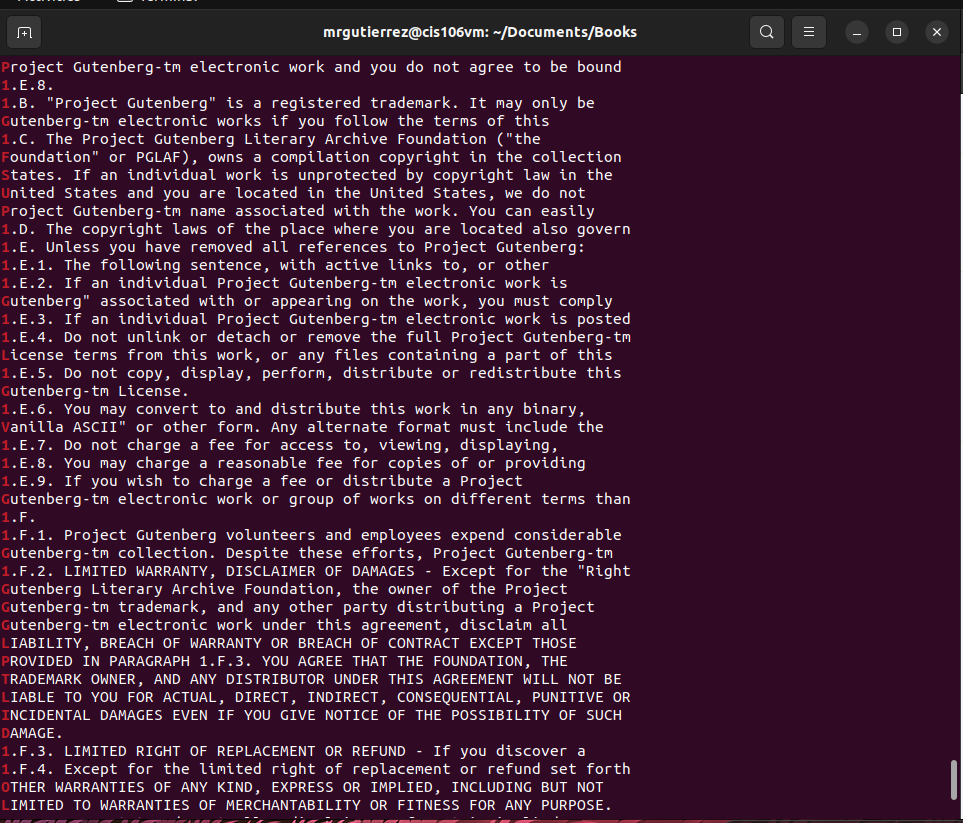 mrgutierrez@cis106vm: ~/Documents/Books
Project Gutenberg-tm electronic work and you do not agree to be bound
1.E.8.
1.B. "Project Gutenberg" is a registered trademark. It may only be
Gutenberg-tm electronic works if you follow the terms of this
1.C. The Project Gutenberg Literary Archive Foundation ("the
Foundation" or PGLAF), owns a compilation copyright in the collection
States. If an individual work is unprotected by copyright law in the
United States and you are located in the United States, we do not
Project Gutenberg-tm name associated with the work. You can easily
1.D. The copyright laws of the place where you are located also govern
1.E. Unless you have removed all references to Project Gutenberg:
1.E.1. The following sentence, with active links to, or other
1.E.2. If an individual Project Gutenberg-tm electronic work is
Gutenberg" associated with or appearing on the work, you must comply
1.E.3. If an individual Project Gutenberg-tm electronic work is posted
1.E.4. Do not unlink or detach or remove the full Project Gutenberg-tm
License terms from this work, or any files containing a part of this
1.E.5. Do not copy, display, perform, distribute or redistribute this
Gutenberg-tm License.
1.E.6. You may convert to and distribute this work in any binary,
Vanilla ASCII" or other form. Any alternate format must include the
1.E.7. Do not charge a fee for access to, viewing, displaying,
1.E.8. You may charge a reasonable fee for copies of or providing
1.E.9. If you wish to charge a fee or distribute a Project
Gutenberg-tm electronic work or group of works on different terms than
1.F.
1.F.1. Project Gutenberg volunteers and employees expend considerable
Gutenberg-tm collection. Despite these efforts, Project Gutenberg-tm
1.F.2. LIMITED WARRANTY, DISCLAIMER OF DAMAGES - Except for the "Right
Gutenberg Literary Archive Foundation, the owner of the Project
Gutenberg-tm trademark, and any other party distributing a Project
Gutenberg-tm electronic work under this agreement, disclaim all
LIABILITY, BREACH OF WARRANTY OR BREACH OF CONTRACT EXCEPT THOSE
PROVIDED IN PARAGRAPH 1.F.3. YOU AGREE THAT THE FOUNDATION, THE
TRADEMARK OWNER, AND ANY DISTRIBUTOR UNDER THIS AGREEMENT WILL NOT BE
LIABLE TO YOU FOR ACTUAL, DIRECT, INDIRECT, CONSEQUENTIAL, PUNITIVE OR
INCIDENTAL DAMAGES EVEN IF YOU GIVE NOTICE OF THE POSSIBILITY OF SUCH
DAMAGE.
1.F.3. LIMITED RIGHT OF REPLACEMENT OR REFUND - If you discover a
1.F.4. Except for the limited right of replacement or refund set forth
OTHER WARRANTIES OF ANY KIND, EXPRESS OR IMPLIED, INCLUDING BUT NOT
LIMITED TO WARRANTIES OF MERCHANTABILITY OR FITNESS FOR ANY PURPOSE.